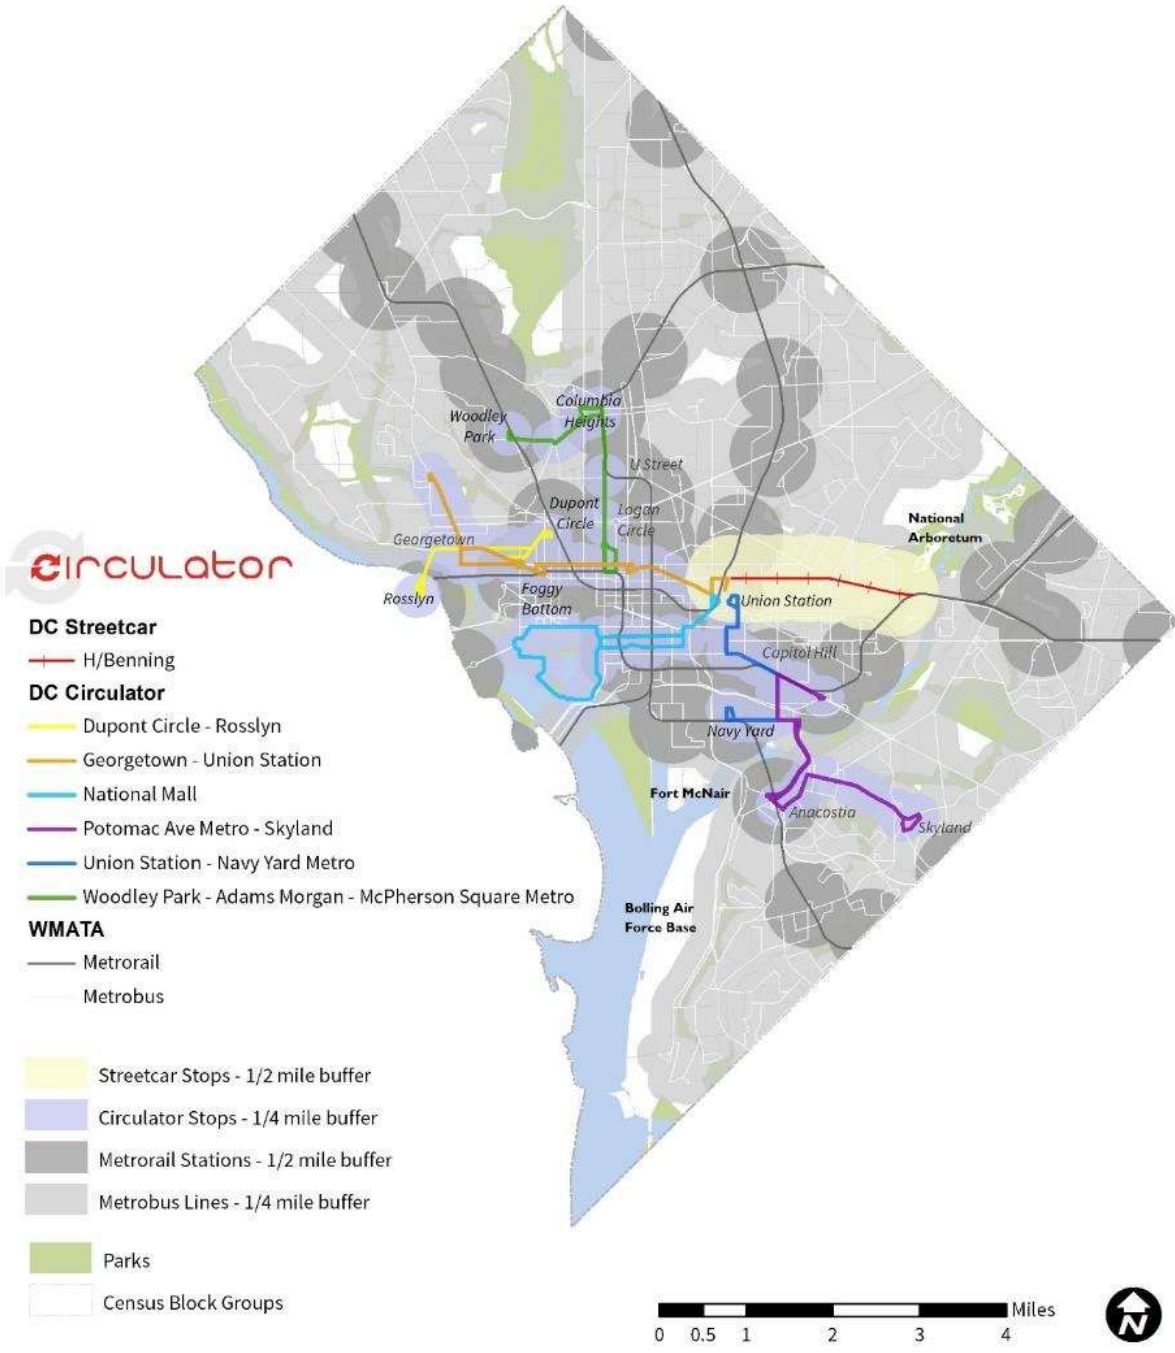 Columbia
Heights
Woodley
Park
U Street
Dupont
Circle
Logan
Circle
National
Arboretum
Georgetown
Rosslyn
Foggy
Bottom
Union Station
Capitol Hill
Navy Yard
Fort McNair
Anacostia
Skyland
Bolling Air
Force Base
circulator
DC Streetcar
H/Benning
DC Circulator
Dupont Circle - Rosslyn
Georgetown - Union Station
National Mall
Potomac Ave Metro - Skyland
Union Station - Navy Yard Metro
Woodley Park - Adams Morgan - McPherson Square Metro
WMATA
Metrorail
Metrobus
Streetcar Stops - 1/2 mile buffer
Circulator Stops - 1/4 mile buffer
Metrorail Stations - 1/2 mile buffer
Metrobus Lines - 1/4 mile buffer
Parks
Census Block Groups
Miles
0 0.5 1 2 3 4
N